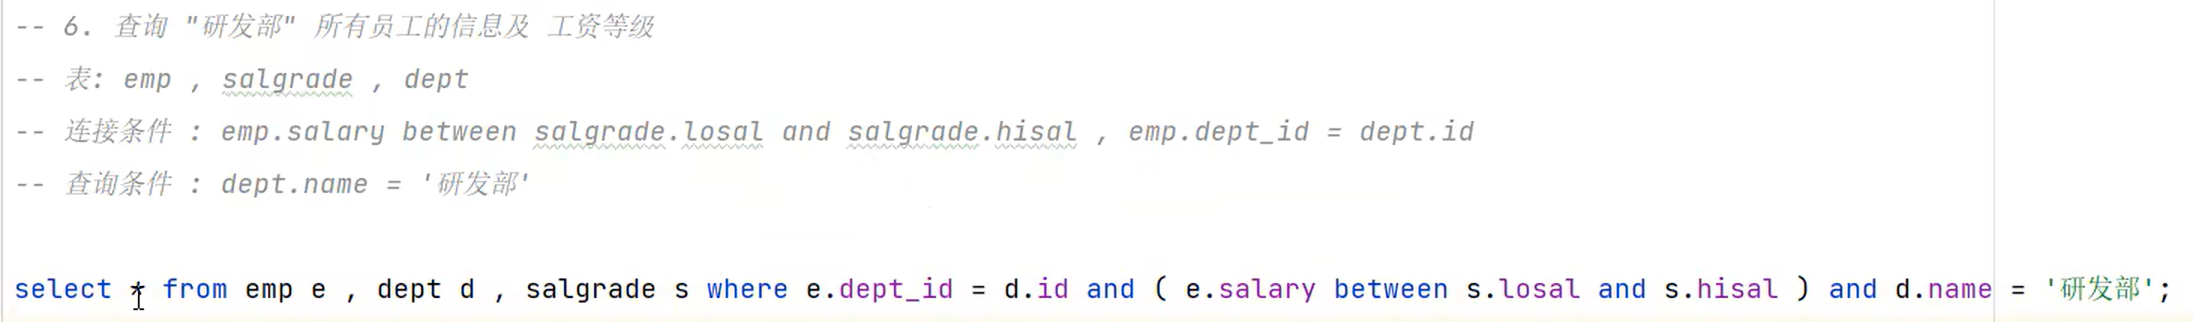 -- 6. 查询 "研发部" 所有员工的信息及 工资等级
-- 表: emp , salgrade , dept
-- 连接条件 : emp.salary between salgrade.losal and salgrade.hisal , emp.dept_id = dept.id
-- 查询条件 : dept.name = '研发部'
select * from emp e , dept d , salgrade s where e.dept_id = d.id and ( e.salary between s.losal and s.hisal ) and d.name = '研发部';